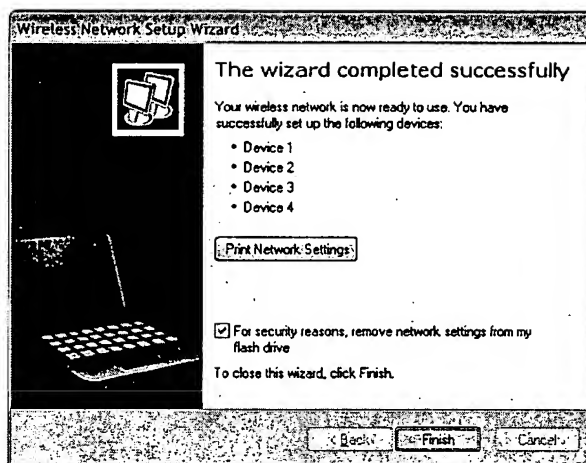 Wireless Network Setup Wizard
The wizard completed successfully
Your wireless network is now ready to use. You have
successfully set up the following devices:
• Device 1
• Device 2
• Device 3
• Device 4
Print Network Settings
For security reasons, remove network settings from my
flash drive
To close this wizard, click Finish.
< Back Finish Cancel